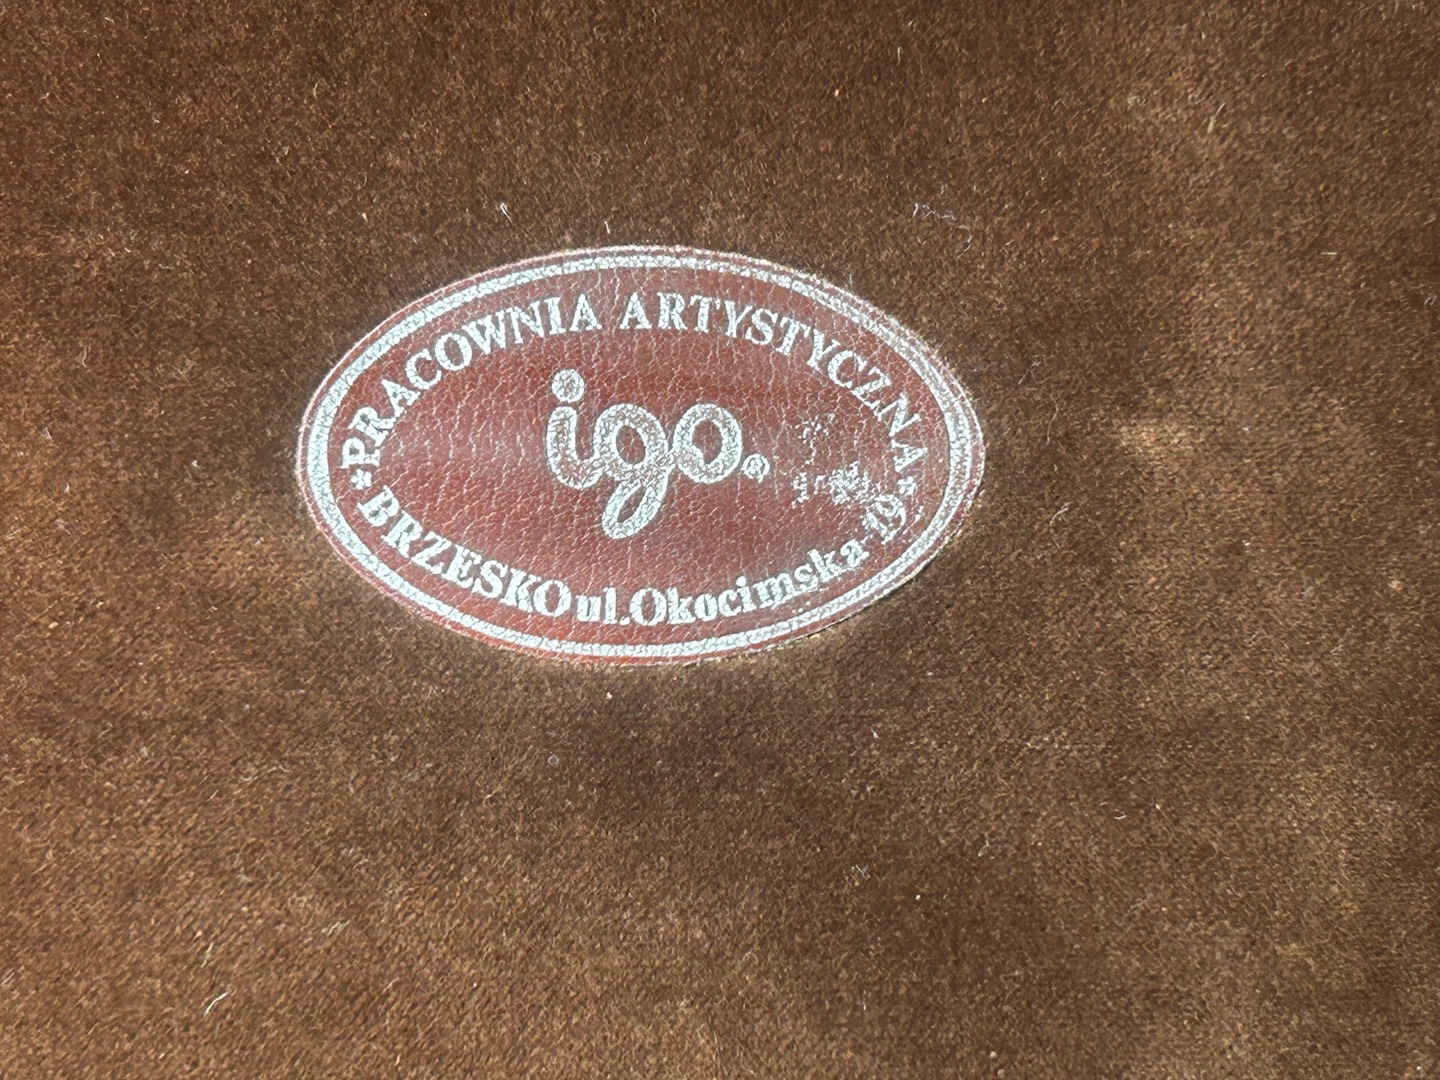 *PRACOWNIA ARTYSTYCZNA*
igo.®
BRZESKO ul.Okocimska 19